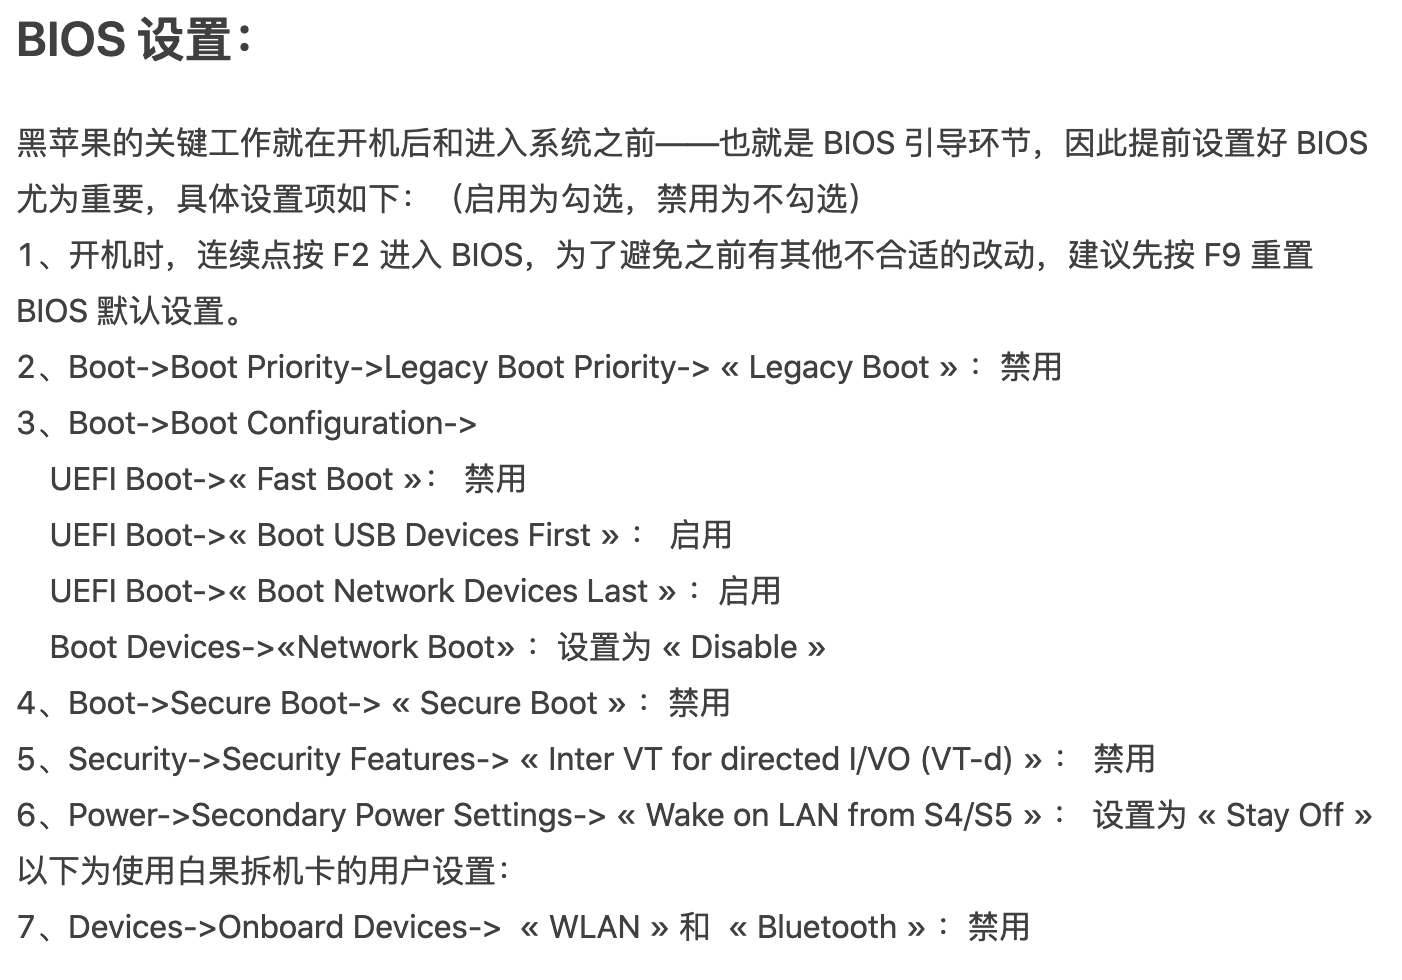 BIOS 设置：
黑苹果的关键工作就在开机后和进入系统之前——也就是 BIOS 引导环节，因此提前设置好 BIOS
尤为重要，具体设置项如下：（启用为勾选，禁用为不勾选）
1、开机时，连续点按 F2 进入 BIOS，为了避免之前有其他不合适的改动，建议先按 F9 重置
BIOS 默认设置。
2、Boot->Boot Priority->Legacy Boot Priority-> « Legacy Boot » ：禁用
3、Boot->Boot Configuration->
UEFI Boot->« Fast Boot »： 禁用
UEFI Boot->« Boot USB Devices First » ： 启用
UEFI Boot->« Boot Network Devices Last » ：启用
Boot Devices->«Network Boot» ：设置为 « Disable »
4、Boot->Secure Boot-> « Secure Boot » ：禁用
5、Security->Security Features-> « Inter VT for directed I/VO (VT-d) » ： 禁用
6、Power->Secondary Power Settings-> « Wake on LAN from S4/S5 » ： 设置为 « Stay Off »
以下为使用白果拆机卡的用户设置：
7、Devices->Onboard Devices-> « WLAN » 和 « Bluetooth » ：禁用